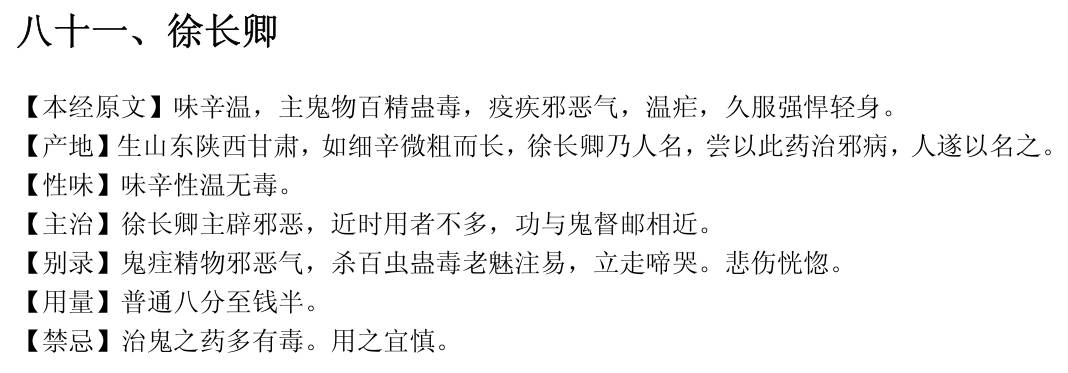 八十一、徐长卿
【本经原文】味辛温，主鬼物百精蛊毒，疫疾邪恶气，温疟，久服强悍轻身。
【产地】生山东陕西甘肃，如细辛微粗而长，徐长卿乃人名，尝以此药治邪病，人遂以名之。
【性味】味辛性温无毒。
【主治】徐长卿主辟邪恶，近时用者不多，功与鬼督邮相近。
【别录】鬼疰精物邪恶气，杀百虫蛊毒老魅注易，立走啼哭。悲伤恍惚。
【用量】普通八分至钱半。
【禁忌】治鬼之药多有毒。用之宜慎。